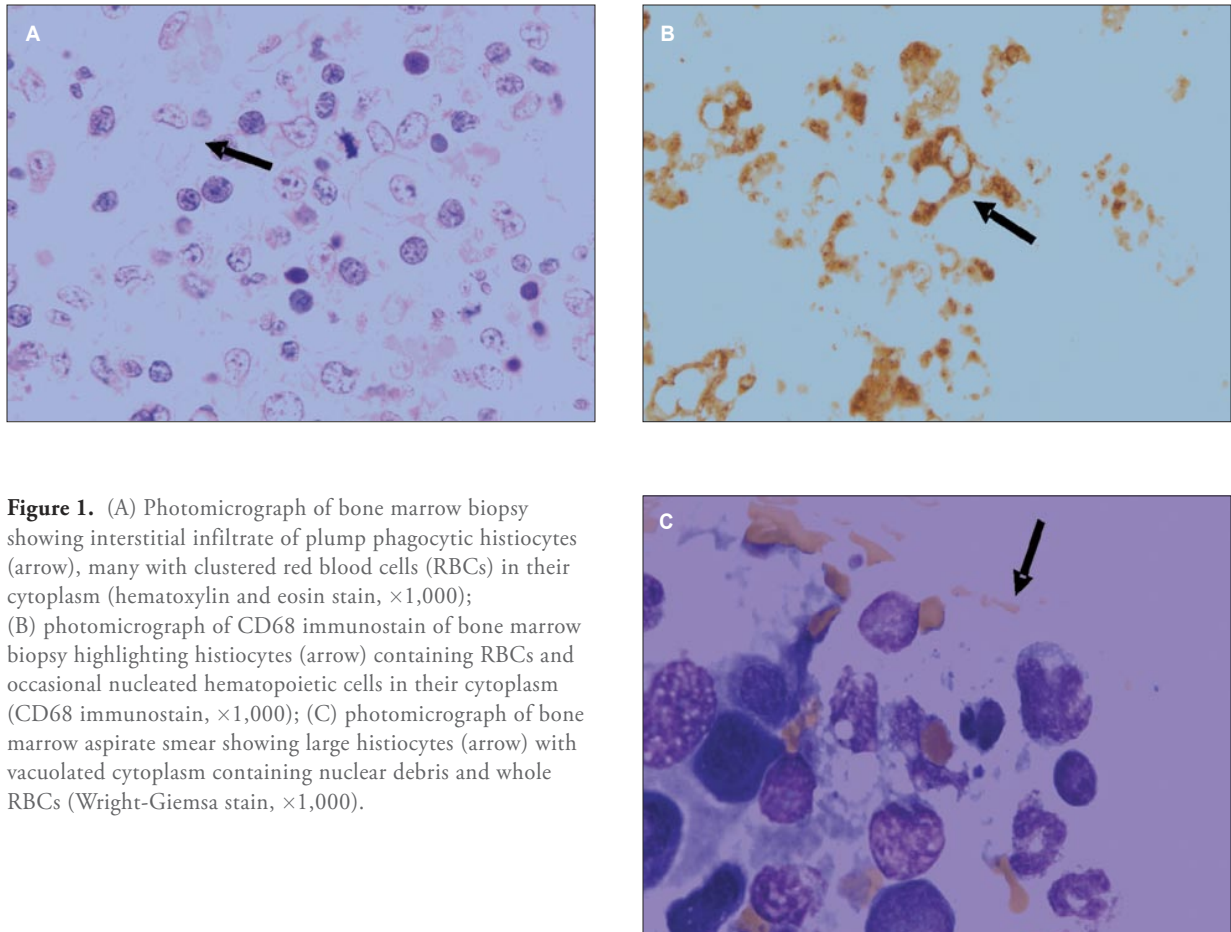 A
B
Figure 1. (A) Photomicrograph of bone marrow biopsy
showing interstitial infiltrate of plump phagocytic histiocytes
(arrow), many with clustered red blood cells (RBCs) in their
cytoplasm (hematoxylin and eosin stain, ×1,000);
(B) photomicrograph of CD68 immunostain of bone marrow
biopsy highlighting histiocytes (arrow) containing RBCs and
occasional nucleated hematopoietic cells in their cytoplasm
(CD68 immunostain, ×1,000); (C) photomicrograph of bone
marrow aspirate smear showing large histiocytes (arrow) with
vacuolated cytoplasm containing nuclear debris and whole
RBCs (Wright-Giemsa stain, ×1,000).
C